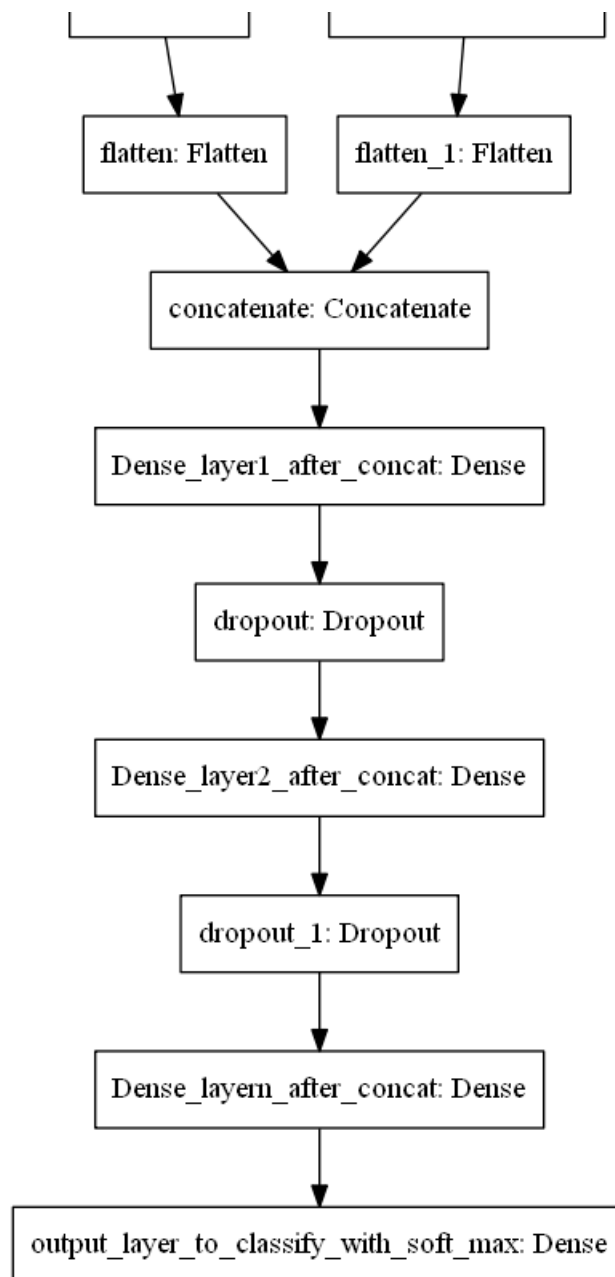 flatten: Flatten
flatten_1: Flatten
concatenate: Concatenate
Dense_layer1_after_concat: Dense
dropout: Dropout
Dense_layer2_after_concat: Dense
dropout_1: Dropout
Dense_layern_after_concat: Dense
output_layer_to_classify_with_soft_max: Dense